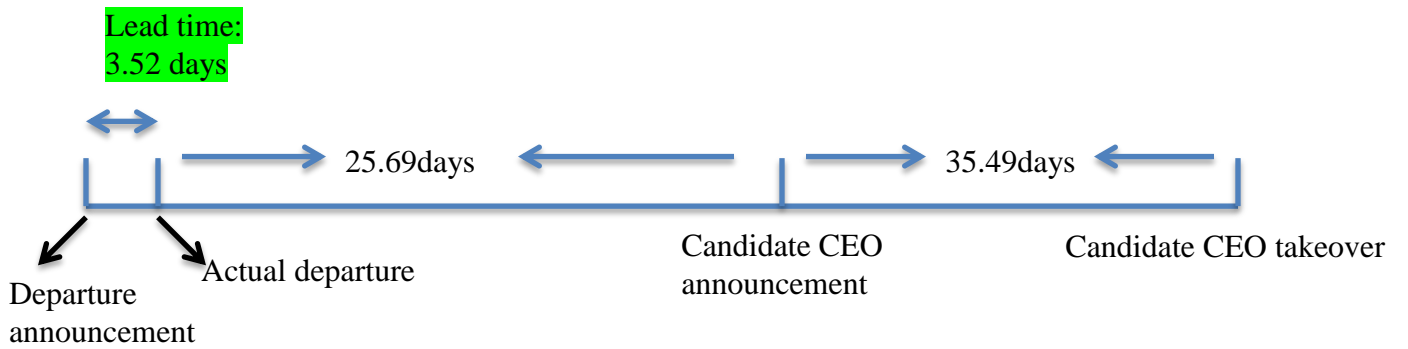 Lead time:
3.52 days
25.69days
35.49days
Candidate CEO
announcement
Candidate CEO takeover
Actual departure
Departure
announcement